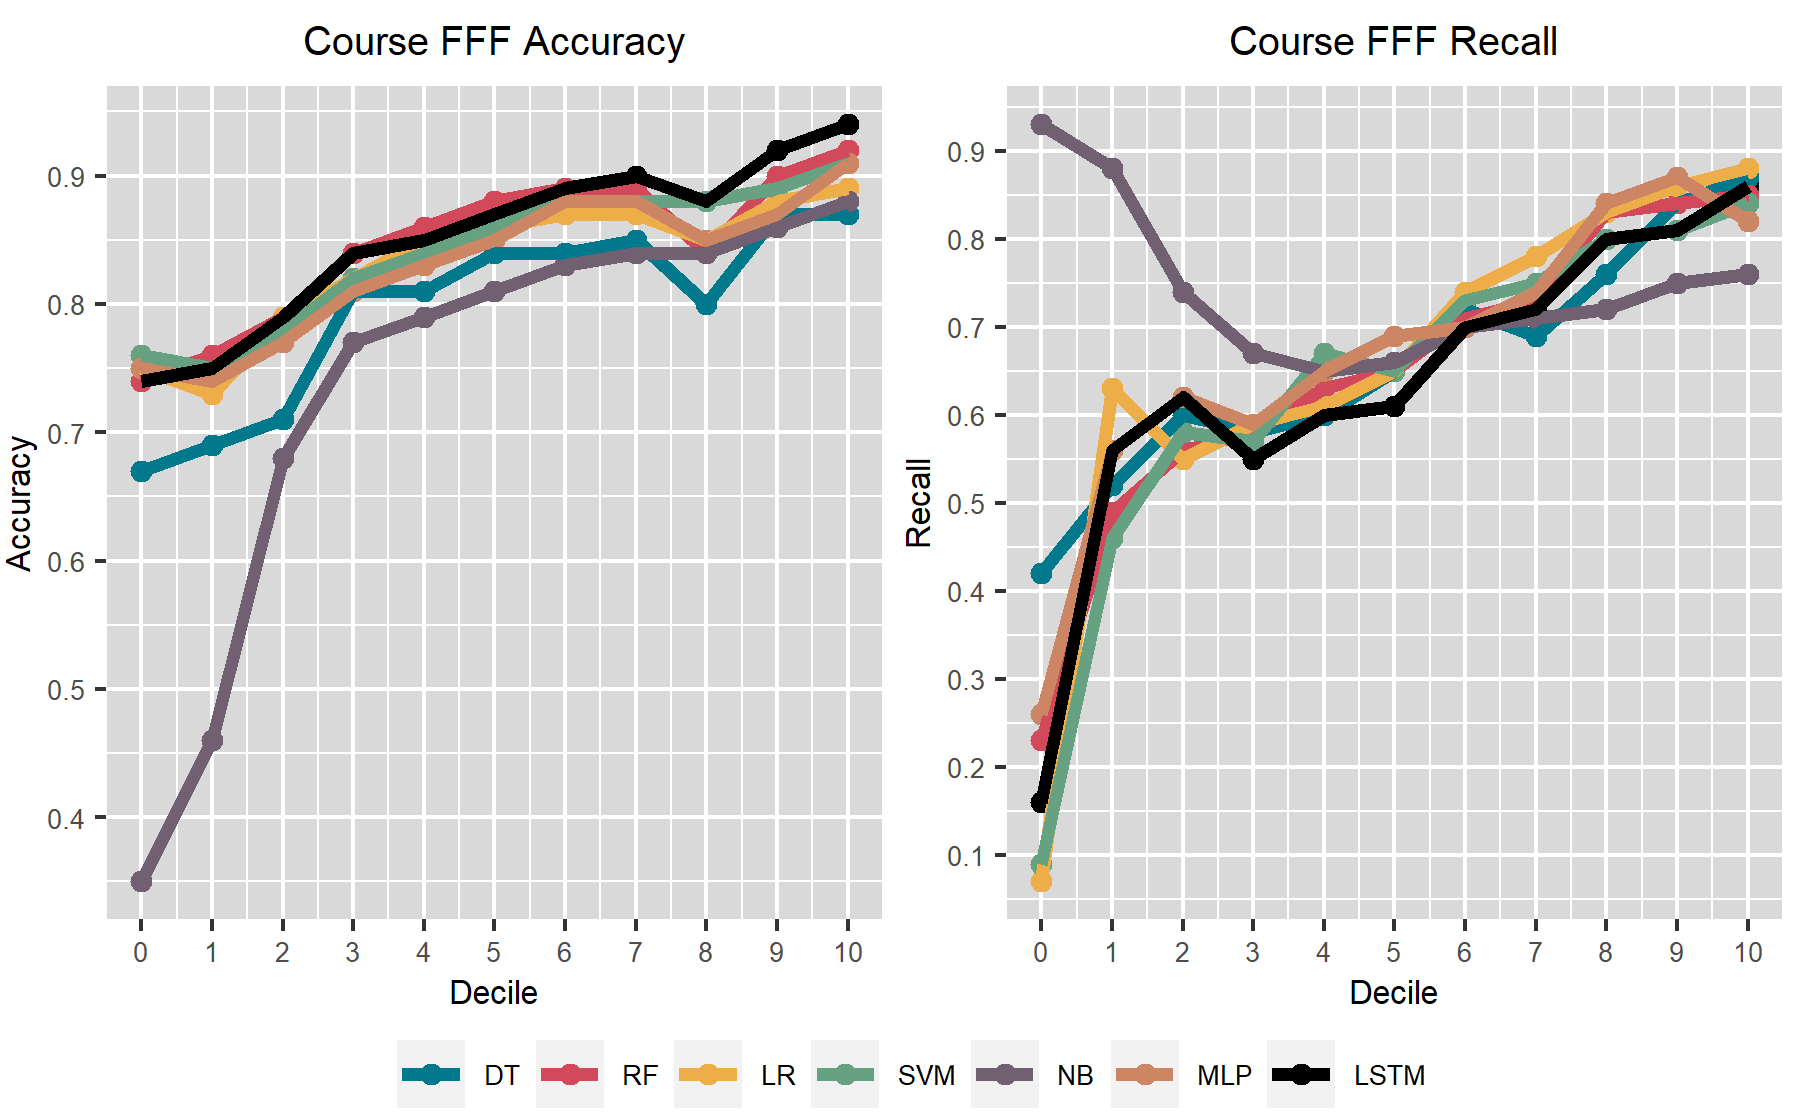 Course FFF Accuracy
Course FFF Recall
Accuracy
0.9
0.8
0.7
0.6
0.5
0.4
0 1 2 3 4 5 6 7 8 9 10
Decile
Recall
0.9
0.8
0.7
0.6
0.5
0.4
0.3
0.2
0.1
0 1 2 3 4 5 6 7 8 9 10
Decile
DT RF LR SVM NB MLP LSTM